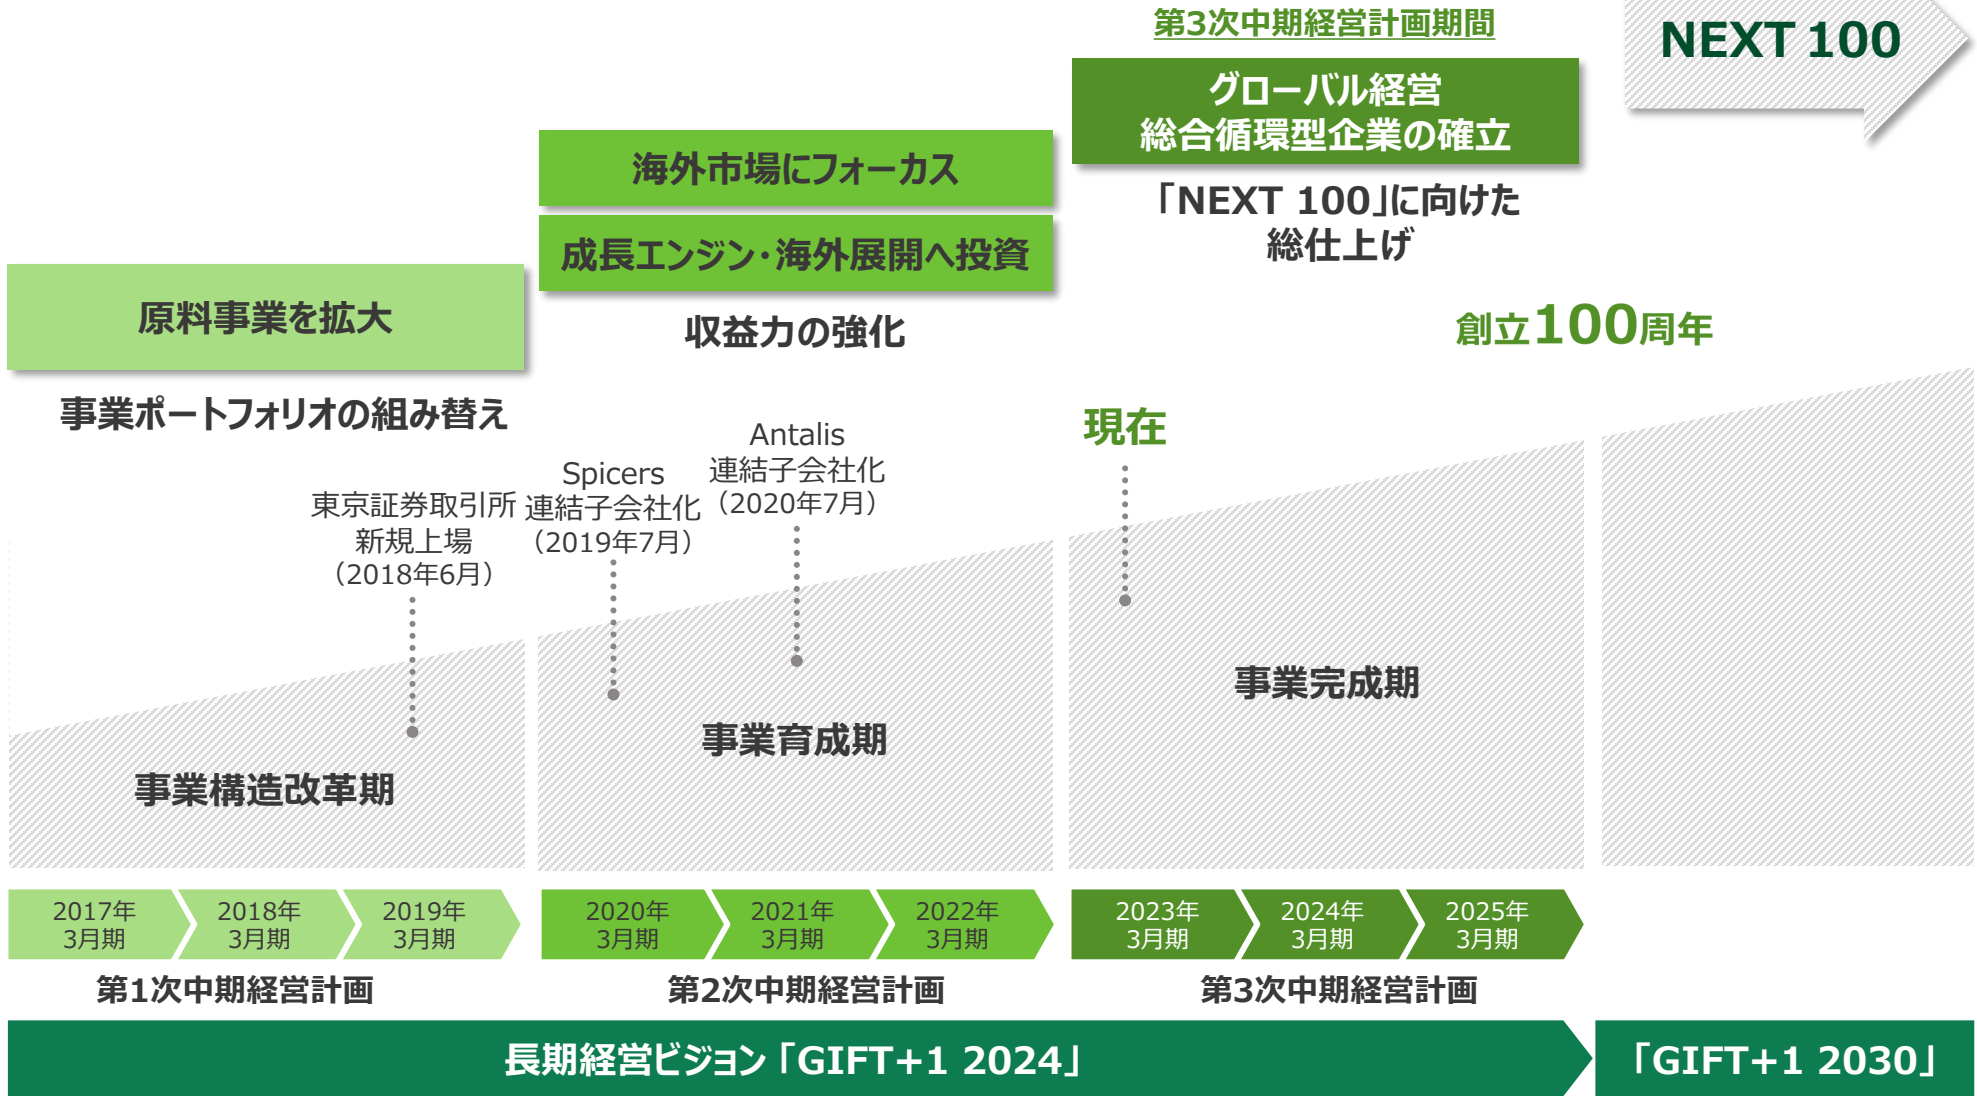 第3次中期経営計画期間
NEXT 100
グローバル経営
総合循環型企業の確立
「NEXT 100」に向けた
総仕上げ
海外市場にフォーカス
成長エンジン・海外展開へ投資
収益力の強化
原料事業を拡大
事業ポートフォリオの組み替え
創立100周年
現在
Antalis
連結子会社化
（2020年7月）
Spicers
連結子会社化
（2019年7月）
東京証券取引所
新規上場
（2018年6月）
事業構造改革期
事業育成期
事業完成期
2017年
3月期
2018年
3月期
2019年
3月期
2020年
3月期
2021年
3月期
2022年
3月期
2023年
3月期
2024年
3月期
2025年
3月期
第1次中期経営計画
第2次中期経営計画
第3次中期経営計画
長期経営ビジョン「GIFT+1 2024」
「GIFT+1 2030」